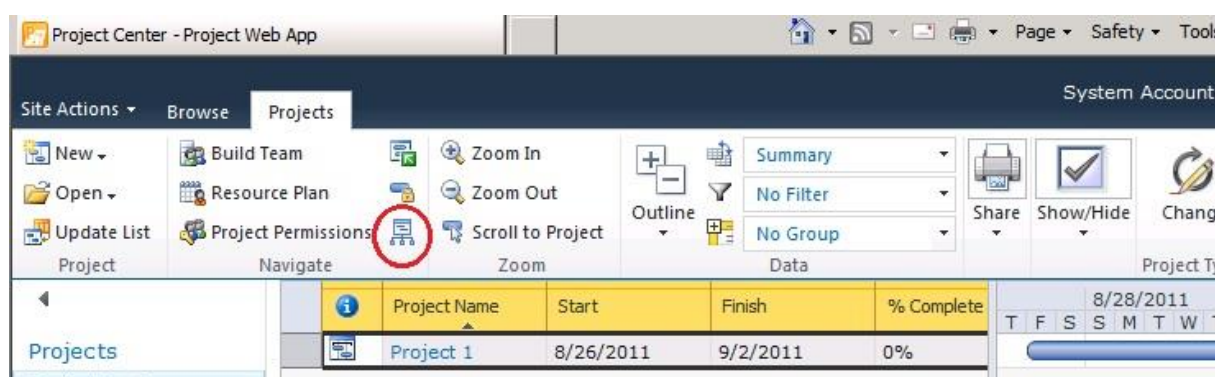 Project Center - Project Web App
Page Safety
System Account
Site Actions Browse Projects
New Build Team Zoom In Summary
Open Resource Plan Zoom Out No Filter
Outline Share Show/Hide
Update List Project Permissions Scroll to Project No Group
Project Navigate Zoom Data
Project Name Start Finish % Complete 8/28/2011
T F S S M T W
Projects Project 1 8/26/2011 9/2/2011 0%